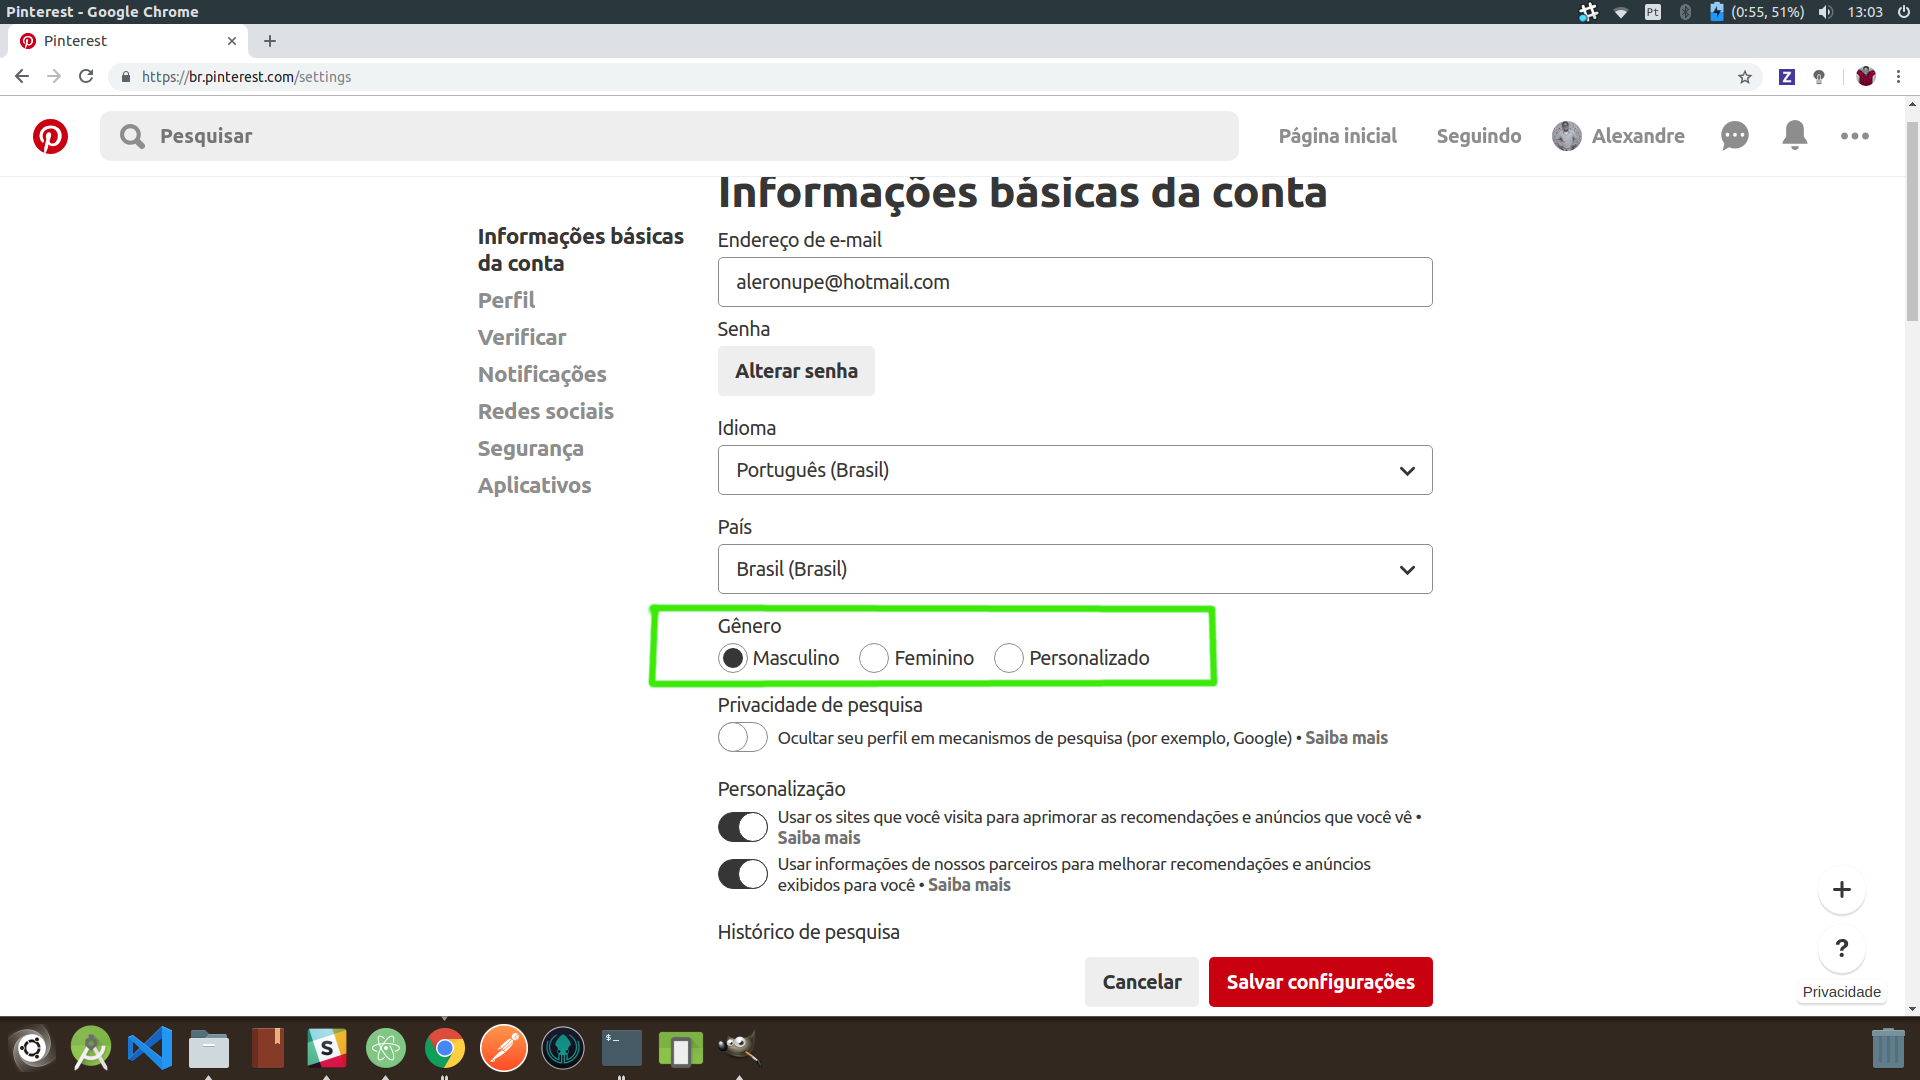 Pinterest - Google Chrome
Pt
(0:55, 51%)
13:03
Pinterest
https://br.pinterest.com/settings
Z
Pesquisar
Página inicial
Seguindo
Alexandre
Informações básicas da conta
Informações básicas
da conta
Perfil
Verificar
Notificações
Redes sociais
Segurança
Aplicativos
Endereço de e-mail
aleronupe@hotmail.com
Senha
Alterar senha
Idioma
Português (Brasil)
País
Brasil (Brasil)
Gênero
Masculino
Feminino
Personalizado
Privacidade de pesquisa
Ocultar seu perfil em mecanismos de pesquisa (por exemplo, Google) • Saiba mais
Personalização
Usar os sites que você visita para aprimorar as recomendações e anúncios que você vê •
Saiba mais
Usar informações de nossos parceiros para melhorar recomendações e anúncios
exibidos para você • Saiba mais
Histórico de pesquisa
Cancelar
Salvar configurações
+
?
Privacidade
S
$ _